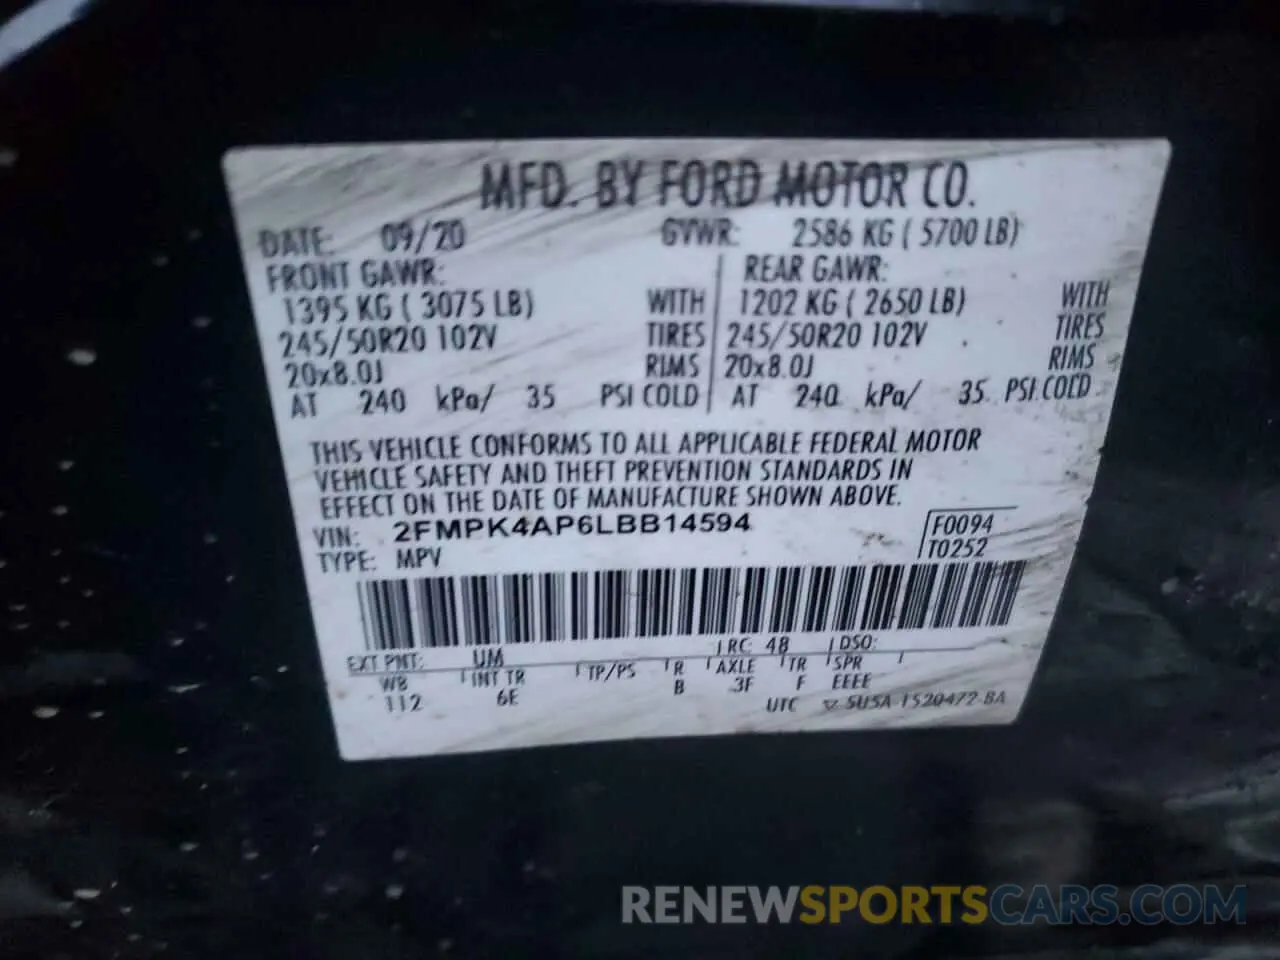 MFD. BY FORD MOTOR CO.
DATE: 09/20 GVWR: 2586 KG ( 5700 LB)
FRONT GAWR: REAR GAWR:
1395 KG ( 3075 LB) WITH 1202 KG ( 2650 LB) WITH
245/50R20 102V TIRES 245/50R20 102V TIRES
20x8.0J RIMS 20x8.0J RIMS
AT 240 kPa/ 35 PSI COLD AT 240 kPa/ 35 PSI COLD
THIS VEHICLE CONFORMS TO ALL APPLICABLE FEDERAL MOTOR
VEHICLE SAFETY AND THEFT PREVENTION STANDARDS IN
EFFECT ON THE DATE OF MANUFACTURE SHOWN ABOVE.
VIN: 2FMPK4AP6LBB14594 F0094
TYPE: MPV T0252
EXT PNT: UM RC: 48 DSO:
WB INT TR TP/PS R AXLE TR SPR
112 6E B 3F F EEEE
UTC 5U5A-1520472-BA
RENEWSPORTSCARS.COM